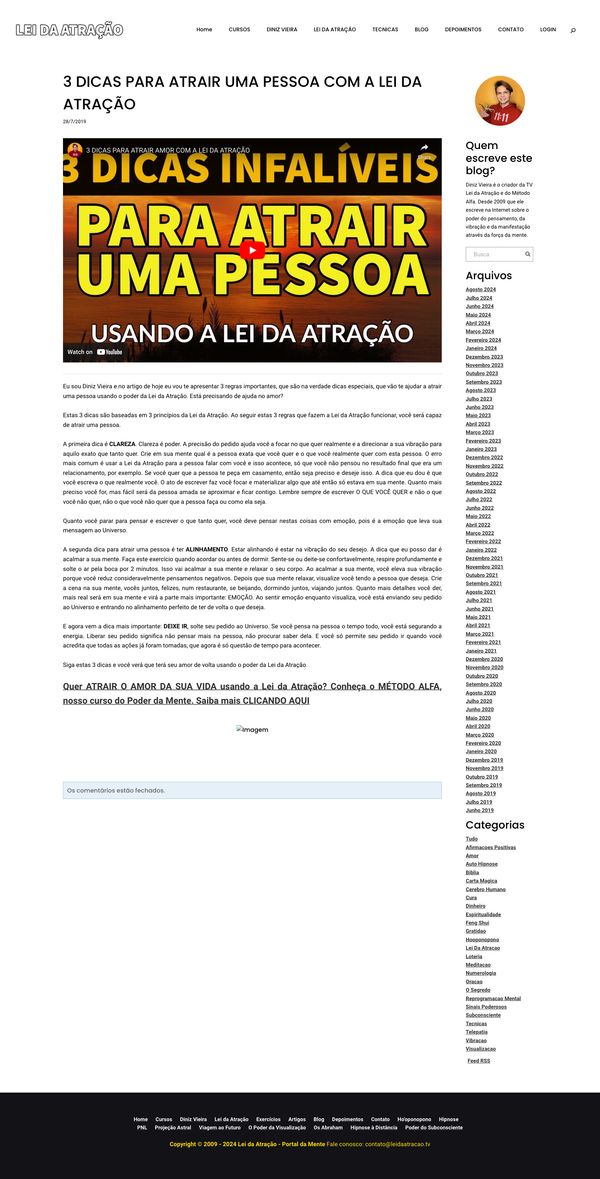 LEI DA ATRAÇÃO
Home CURSOS DINIZ VIEIRA LEI DA ATRAÇÃO TECNICAS BLOG DEPOIMENTOS CONTATO LOGIN
3 DICAS PARA ATRAIR UMA PESSOA COM A LEI DA
ATRAÇÃO
28/7/2019
3 DICAS PARA ATRAIR AMOR COM A LEI DA ATRAÇÃO
3 DICAS INFALÍVEIS
PARA ATRAIR
UMA PESSOA
USANDO A LEI DA ATRAÇÃO
Watch on YouTube
Eu sou Diniz Vieira e no artigo de hoje eu vou te apresentar 3 regras importantes, que são na verdade dicas especiais, que vão te ajudar a atrair
uma pessoa usando o poder da Lei da Atração. Está precisando de ajuda no amor?
Estas 3 dicas são baseadas em 3 princípios da Lei da Atração. Ao seguir estas 3 regras que fazem a Lei da Atração funcionar, você será capaz
de atrair uma pessoa.
A primeira dica é CLAREZA. Clareza é poder. A precisão do pedido ajuda você a focar no que quer realmente e a direcionar a sua vibração para
aquilo exato que tanto quer. Crie em sua mente qual é a pessoa exata que você quer e o que você realmente quer com esta pessoa. O erro
mais comum é usar a Lei da Atração para a pessoa falar com você e isso acontece, só que você não pensou no resultado final que era um
relacionamento, por exemplo. Se você quer que a pessoa te peça em casamento, então seja preciso e deseje isso. A dica que eu dou é que
você escreva o que realmente você. O ato de escrever faz você focar e materializar algo que até então só estava em sua mente. Quanto mais
preciso você for, mas fácil será da pessoa amada se aproximar e ficar contigo. Lembre sempre de escrever O QUE VOCÊ QUER e não o que
você não quer, não o que você não quer que a pessoa faça ou como ela seja.
Quando você parar para pensar e escrever o que tanto quer, você deve pensar nestas coisas com emoção, pois é a emoção que leva sua
mensagem ao Universo.
A segunda dica para atrair uma pessoa é ter ALINHAMENTO. Estar alinhando é estar na vibração do seu desejo. A dica que eu posso dar é
acalmar a sua mente. Faça este exercício quando acordar ou antes de dormir. Sente-se ou deite-se confortavelmente, respire profundamente e
solte o ar pela boca por 2 minutos. Isso vai acalmar a sua mente e relaxar o seu corpo. Ao acalmar a sua mente, você eleva sua vibração
porque você reduz consideravelmente pensamentos negativos. Depois que sua mente relaxar, visualize você tendo a pessoa que deseja. Crie
a cena na sua mente, vocês juntos, felizes, num restaurante, se beijando, dormindo juntos, viajando juntos. Quanto mais detalhes você der,
mais real será em sua mente e virá a parte mais importante: EMOÇÃO. Ao sentir emoção enquanto visualiza, você está enviando seu pedido
ao Universo e entrando no alinhamento perfeito de ter de volta o que deseja.
E agora vem a dica mais importante: DEIXE IR, solte seu pedido ao Universo. Se você pensa na pessoa o tempo todo, você está segurando a
energia. Liberar seu pedido significa não pensar mais na pessoa, não procurar saber dela. E você só permite seu pedido ir quando você
acredita que todas as ações já foram tomadas, que agora é só questão de tempo para acontecer.
Siga estas 3 dicas e você verá que terá seu amor de volta usando o poder da Lei da Atração.
Quer ATRAIR O AMOR DA SUA VIDA usando a Lei da Atração? Conheça o MÉTODO ALFA,
nosso curso do Poder da Mente. Saiba mais CLICANDO AQUI
Imagem
Os comentários estão fechados.
11:11
Quem
escreve este
blog?
Diniz Vieira é o criador da TV
Lei da Atração e do Método
Alfa. Desde 2009 que ele
escreve na Internet sobre o
poder do pensamento, da
vibração e da manifestação
através da força da mente.
Busca
Arquivos
Agosto 2024
Julho 2024
Junho 2024
Maio 2024
Abril 2024
Março 2024
Fevereiro 2024
Janeiro 2024
Dezembro 2023
Novembro 2023
Outubro 2023
Setembro 2023
Agosto 2023
Julho 2023
Junho 2023
Maio 2023
Abril 2023
Março 2023
Fevereiro 2023
Janeiro 2023
Dezembro 2022
Novembro 2022
Outubro 2022
Setembro 2022
Agosto 2022
Julho 2022
Junho 2022
Maio 2022
Abril 2022
Março 2022
Fevereiro 2022
Janeiro 2022
Dezembro 2021
Novembro 2021
Outubro 2021
Setembro 2021
Agosto 2021
Julho 2021
Junho 2021
Maio 2021
Abril 2021
Março 2021
Fevereiro 2021
Janeiro 2021
Dezembro 2020
Novembro 2020
Outubro 2020
Setembro 2020
Agosto 2020
Julho 2020
Junho 2020
Maio 2020
Abril 2020
Março 2020
Fevereiro 2020
Janeiro 2020
Dezembro 2019
Novembro 2019
Outubro 2019
Setembro 2019
Agosto 2019
Julho 2019
Junho 2019
Categorias
Tudo
Afirmacoes Positivas
Amor
Auto Hipnose
Biblia
Carta Magica
Cerebro Humano
Cura
Dinheiro
Espiritualidade
Feng Shui
Gratidao
Hooponopono
Lei Da Atracao
Loteria
Meditacao
Numerologia
Oracao
O Segredo
Reprogramacao Mental
Sinais Poderosos
Subconsciente
Tecnicas
Telepatia
Vibracao
Visualizacao
Feed RSS
Home Cursos Diniz Vieira Lei da Atração Exercícios Artigos Blog Depoimentos Contato Ho'oponopono Hipnose
PNL Projeção Astral Viagem ao Futuro O Poder da Visualização Os Abraham Hipnose à Distância Poder do Subconsciente
Copyright © 2009 - 2024 Lei da Atração - Portal da Mente Fale conosco: contato@leidaatracao.tv